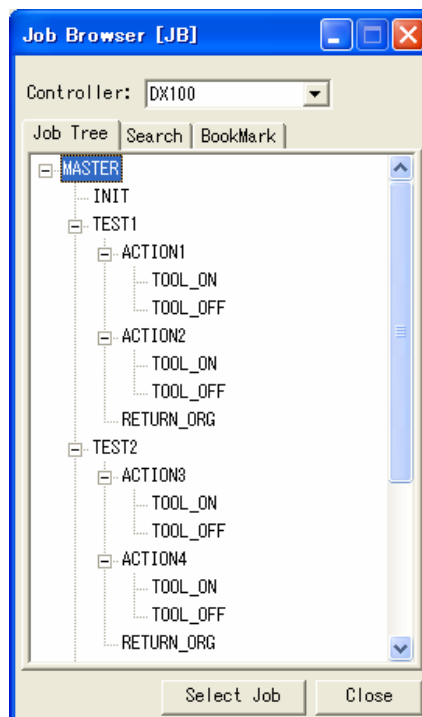 Job Browser [JB]
Controller: DX100
Job Tree Search BookMark
MASTER
INIT
TEST1
ACTION1
TOOL_ON
TOOL_OFF
ACTION2
TOOL_ON
TOOL_OFF
RETURN_ORG
TEST2
ACTION3
TOOL_ON
TOOL_OFF
ACTION4
TOOL_ON
TOOL_OFF
RETURN_ORG
Select Job Close